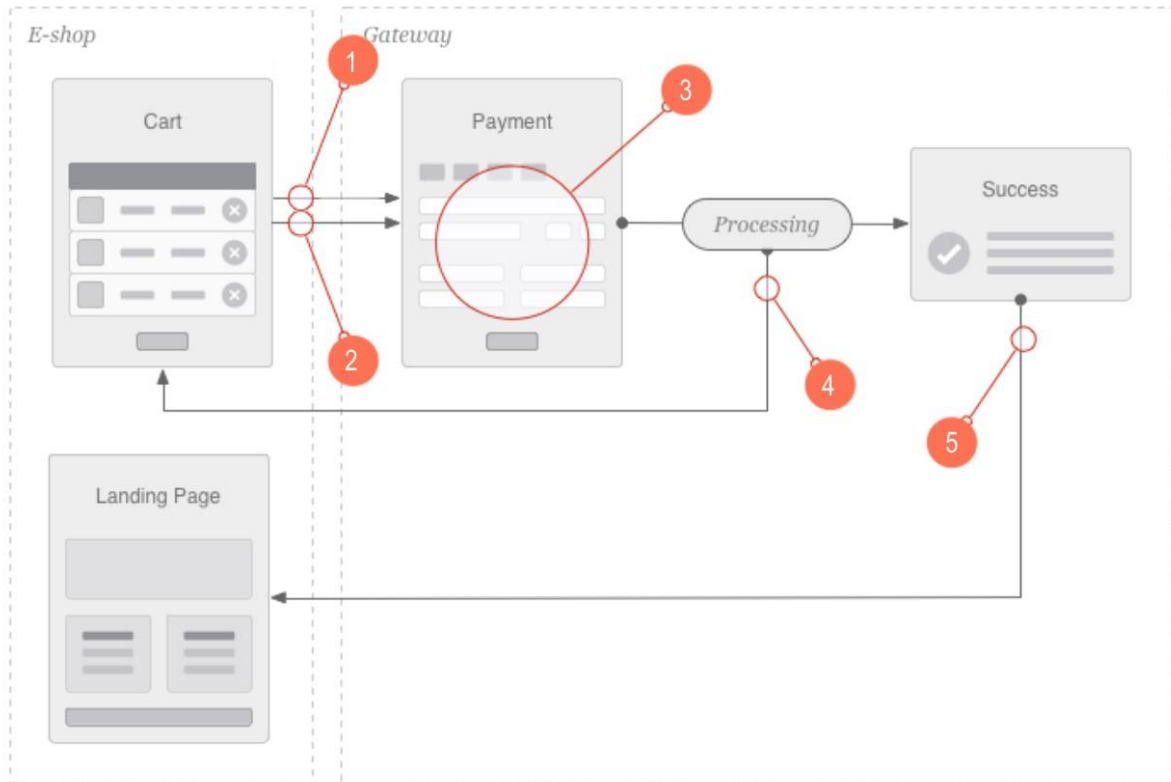 E-shop
Gateway
1
3
Cart
Payment
Success
Processing
2
4
5
Landing Page